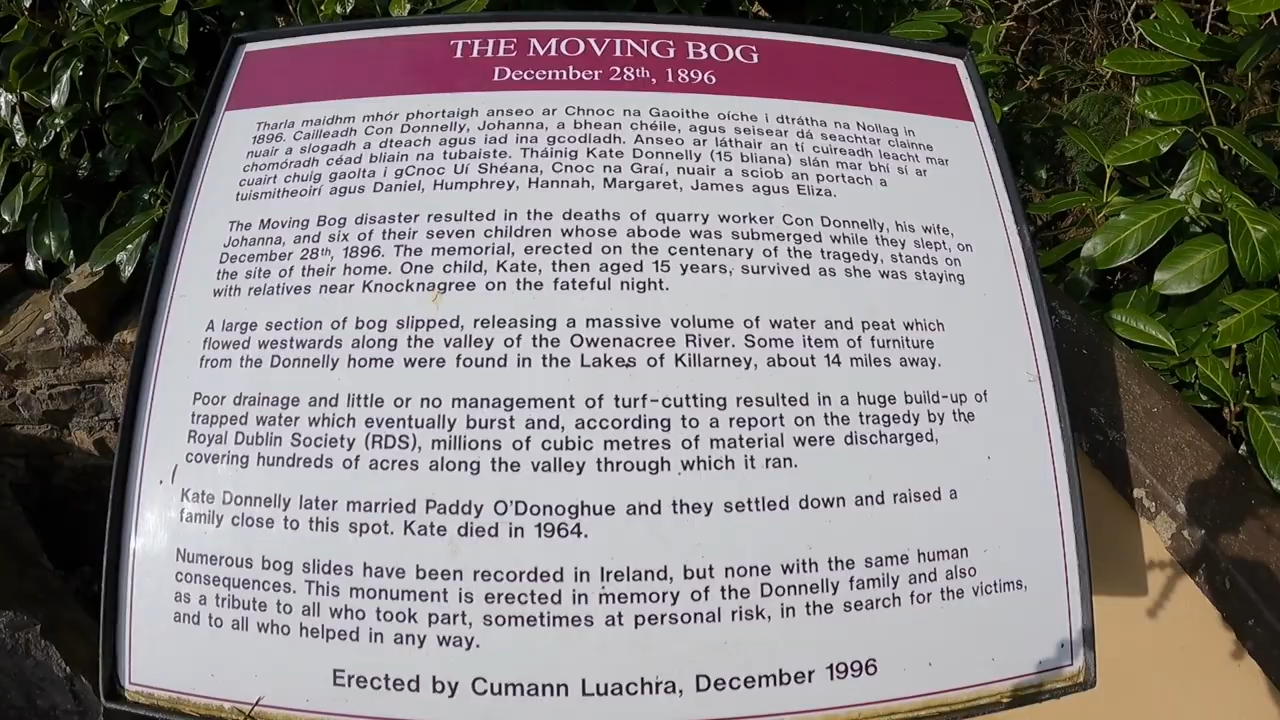 THE MOVING BOG
December 28th, 1896
Tharla maidhm mhór phortaigh anseo ar Chnoc na Gaoithe oíche i dtrátha na Nollag in
1896. Cailleadh Con Donnelly, Johanna, a bhean chéile, agus seisear dá seachtar clainne
nuair a slogadh a dteach agus iad ina gcodladh. Anseo ar láthair an tí cuireadh leacht mar
chomóradh céad bliain na tubaiste. Tháinig Kate Donnelly (15 bliana) slán mar bhí sí ar
cuairt chuig gaolta i gCnoc Uí Shéana, Cnoc na Graí, nuair a sciob an portach a
tuismitheoirí agus Daniel, Humphrey, Hannah, Margaret, James agus Eliza.
The Moving Bog disaster resulted in the deaths of quarry worker Con Donnelly, his wife,
Johanna, and six of their seven children whose abode was submerged while they slept, on
December 28th, 1896. The memorial, erected on the centenary of the tragedy, stands on
the site of their home. One child, Kate, then aged 15 years, survived as she was staying
with relatives near Knocknagree on the fateful night.
A large section of bog slipped, releasing a massive volume of water and peat which
flowed westwards along the valley of the Owenacree River. Some item of furniture
from the Donnelly home were found in the Lakes of Killarney, about 14 miles away.
Poor drainage and little or no management of turf-cutting resulted in a huge build-up of
trapped water which eventually burst and, according to a report on the tragedy by the
Royal Dublin Society (RDS), millions of cubic metres of material were discharged,
covering hundreds of acres along the valley through which it ran.
Kate Donnelly later married Paddy O'Donoghue and they settled down and raised a
family close to this spot. Kate died in 1964.
Numerous bog slides have been recorded in Ireland, but none with the same human
consequences. This monument is erected in memory of the Donnelly family and also
as a tribute to all who took part, sometimes at personal risk, in the search for the victims,
and to all who helped in any way.
Erected by Cumann Luachra, December 1996